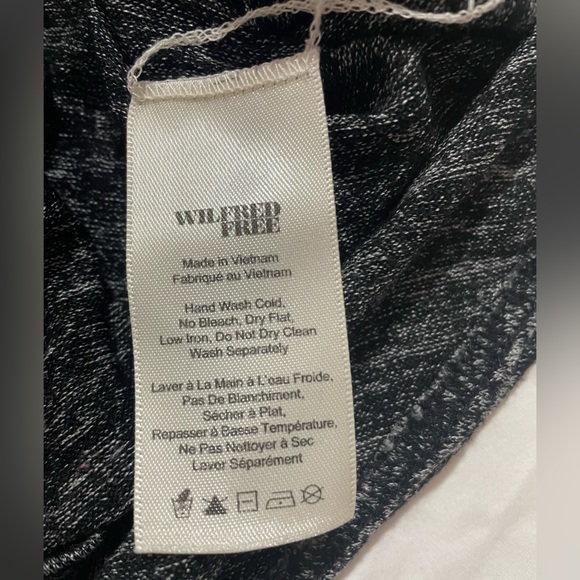 WILFRED
FREE
Made in Vietnam
Fabriqué au Vietnam
Hand Wash Cold,
No Bleach, Dry Flat,
Low Iron, Do Not Dry Clean
Wash Separately
Laver à La Main à L'eau Froide,
Pas De Blanchiment,
Sécher à Plat,
Repasser à Basse Température,
Ne Pas Nottoyer à Sec
Laver Séparément